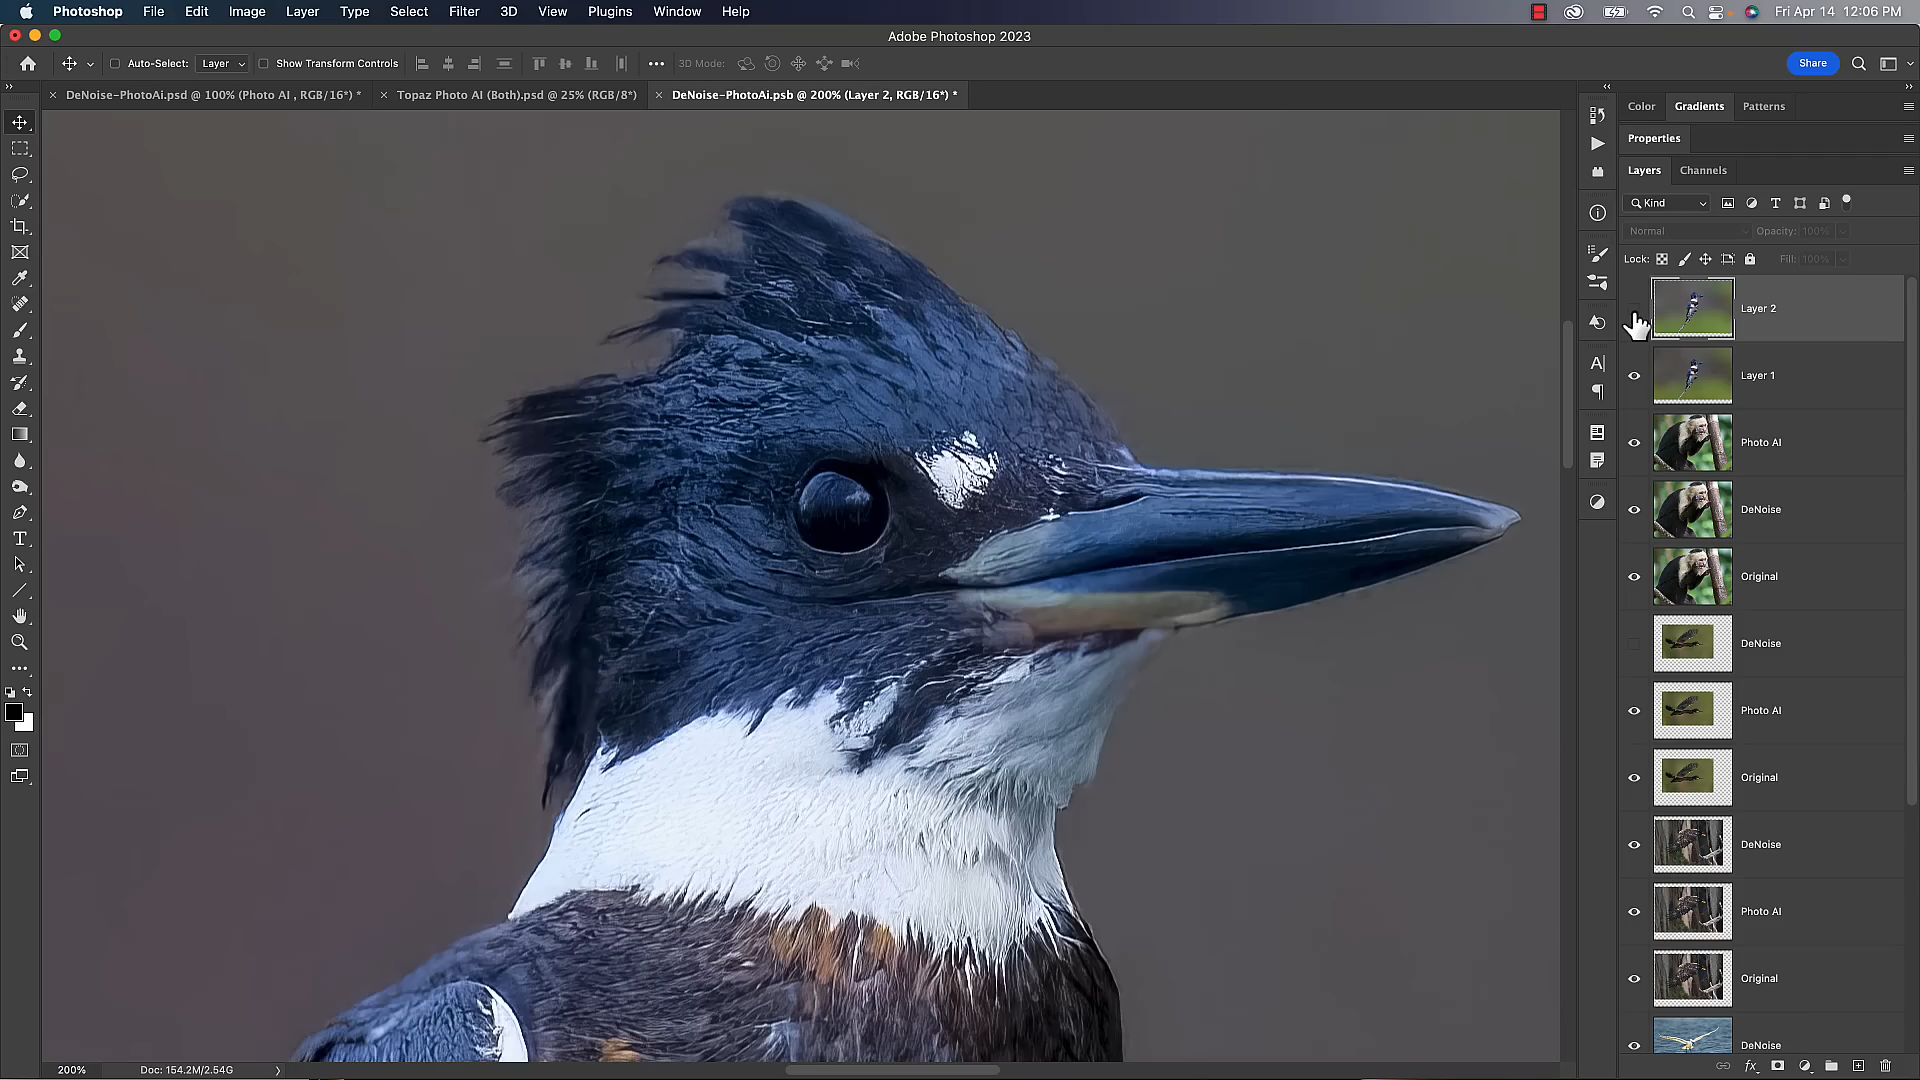 Photoshop File Edit Image Layer Type Select Filter 3D View Plugins Window Help Fri Apr 14 12:06 PM
Adobe Photoshop 2023
Auto-Select: Layer Show Transform Controls 3D Mode: Share
DeNoise-PhotoAi.psd @ 100% (Photo AI , RGB/16*) * Topaz Photo AI (Both).psd @ 25% (RGB/8*) DeNoise-PhotoAi.psb @ 200% (Layer 2, RGB/16*) *
Color Gradients Patterns
Properties
Layers Channels
Kind
Normal Opacity: 100%
Lock: Fill: 100%
Layer 2
Layer 1
Photo AI
DeNoise
Original
DeNoise
Photo AI
Original
DeNoise
Photo AI
Original
DeNoise
200% Doc: 154.2M/2.54G